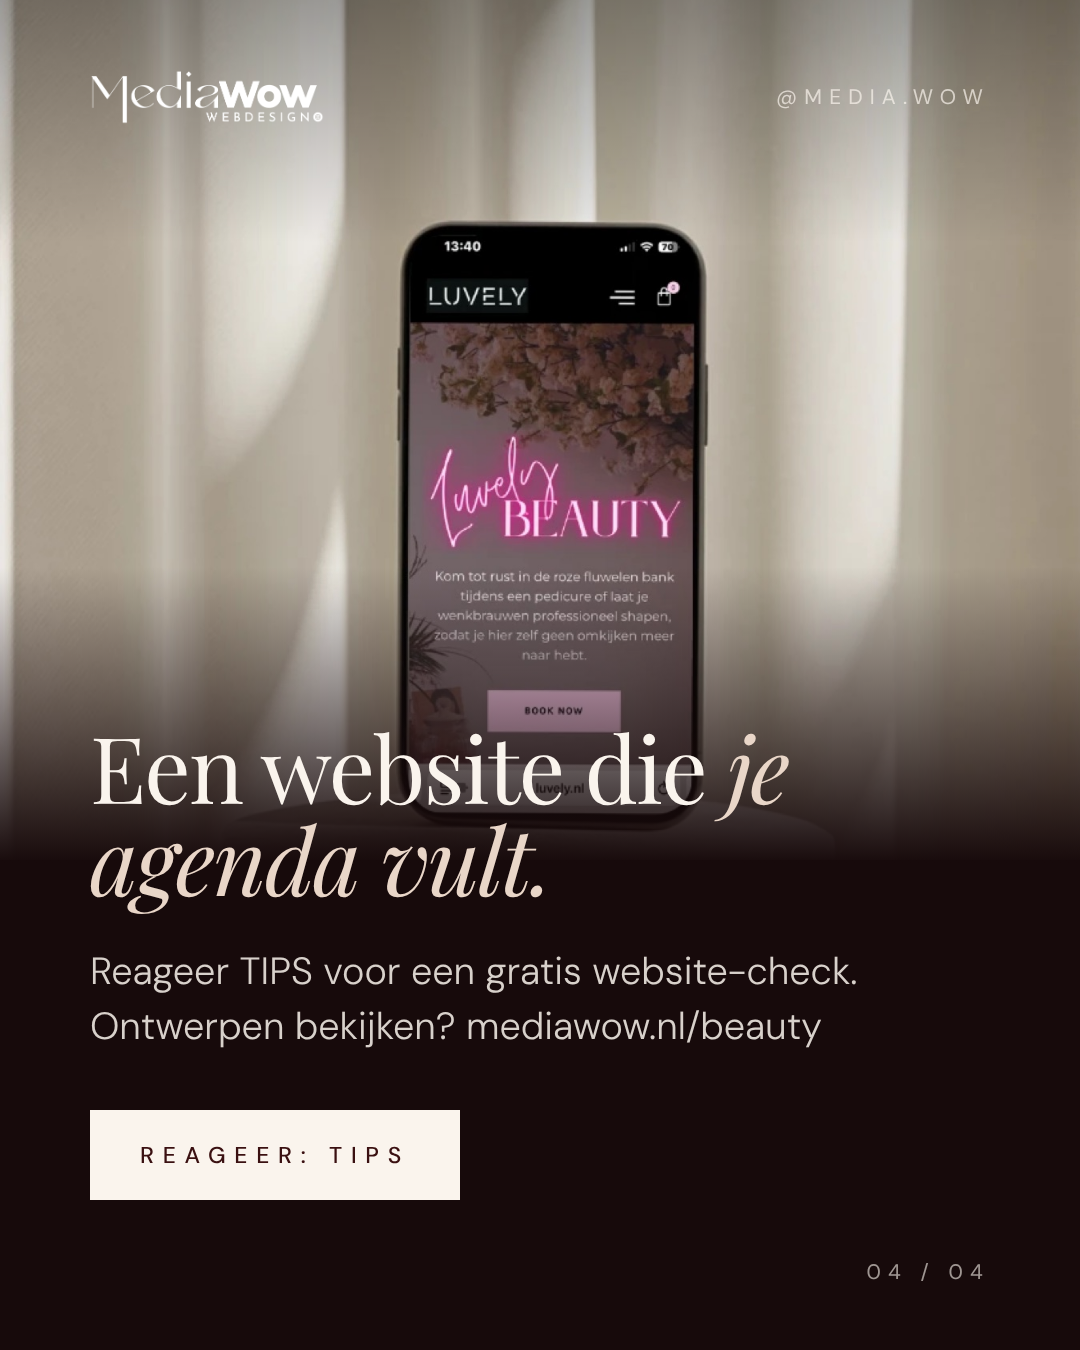 MediaWow
WEBDESIGN
@MEDIA.WOW
13:40
76
LUVELY
Luvely
BEAUTY
Kom tot rust in de roze fluwelen bank
tijdens een pedicure of laat je
wenkbrauwen professioneel shapen,
zodat je hier zelf geen omkijken meer
naar hebt.
BOOK NOW
luvely.nl
Een website die je
agenda vult.
Reageer TIPS voor een gratis website-check.
Ontwerpen bekijken? mediawow.nl/beauty
REAGEER: TIPS
04 / 04